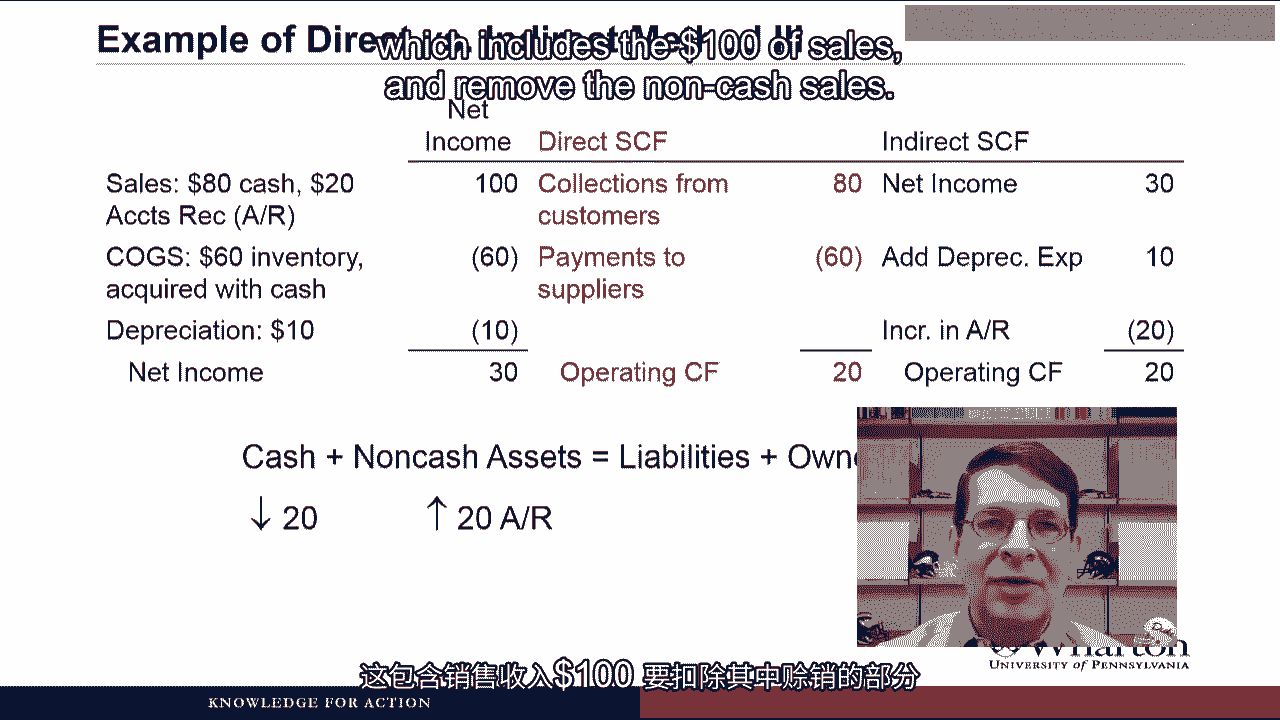 Example of Direct vs. Indirect Method III
which includes the $100 of sales,
and remove the non-cash sales.
Net
Income Direct SCF Indirect SCF
Sales: $80 cash, $20 100 Collections from 80 Net Income 30
Accts Rec (A/R) customers
COGS: $60 inventory, (60) Payments to (60) Add Deprec. Exp 10
acquired with cash suppliers
Depreciation: $10 (10) Incr. in A/R (20)
Net Income 30 Operating CF 20 Operating CF 20
Cash + Noncash Assets = Liabilities +
↓ 20 ↑ 20 A/R
Wharton
UNIVERSITY of PENNSYLVANIA
这包含销售收入$100 要扣除其中赊销的部分
KNOWLEDGE FOR ACTION